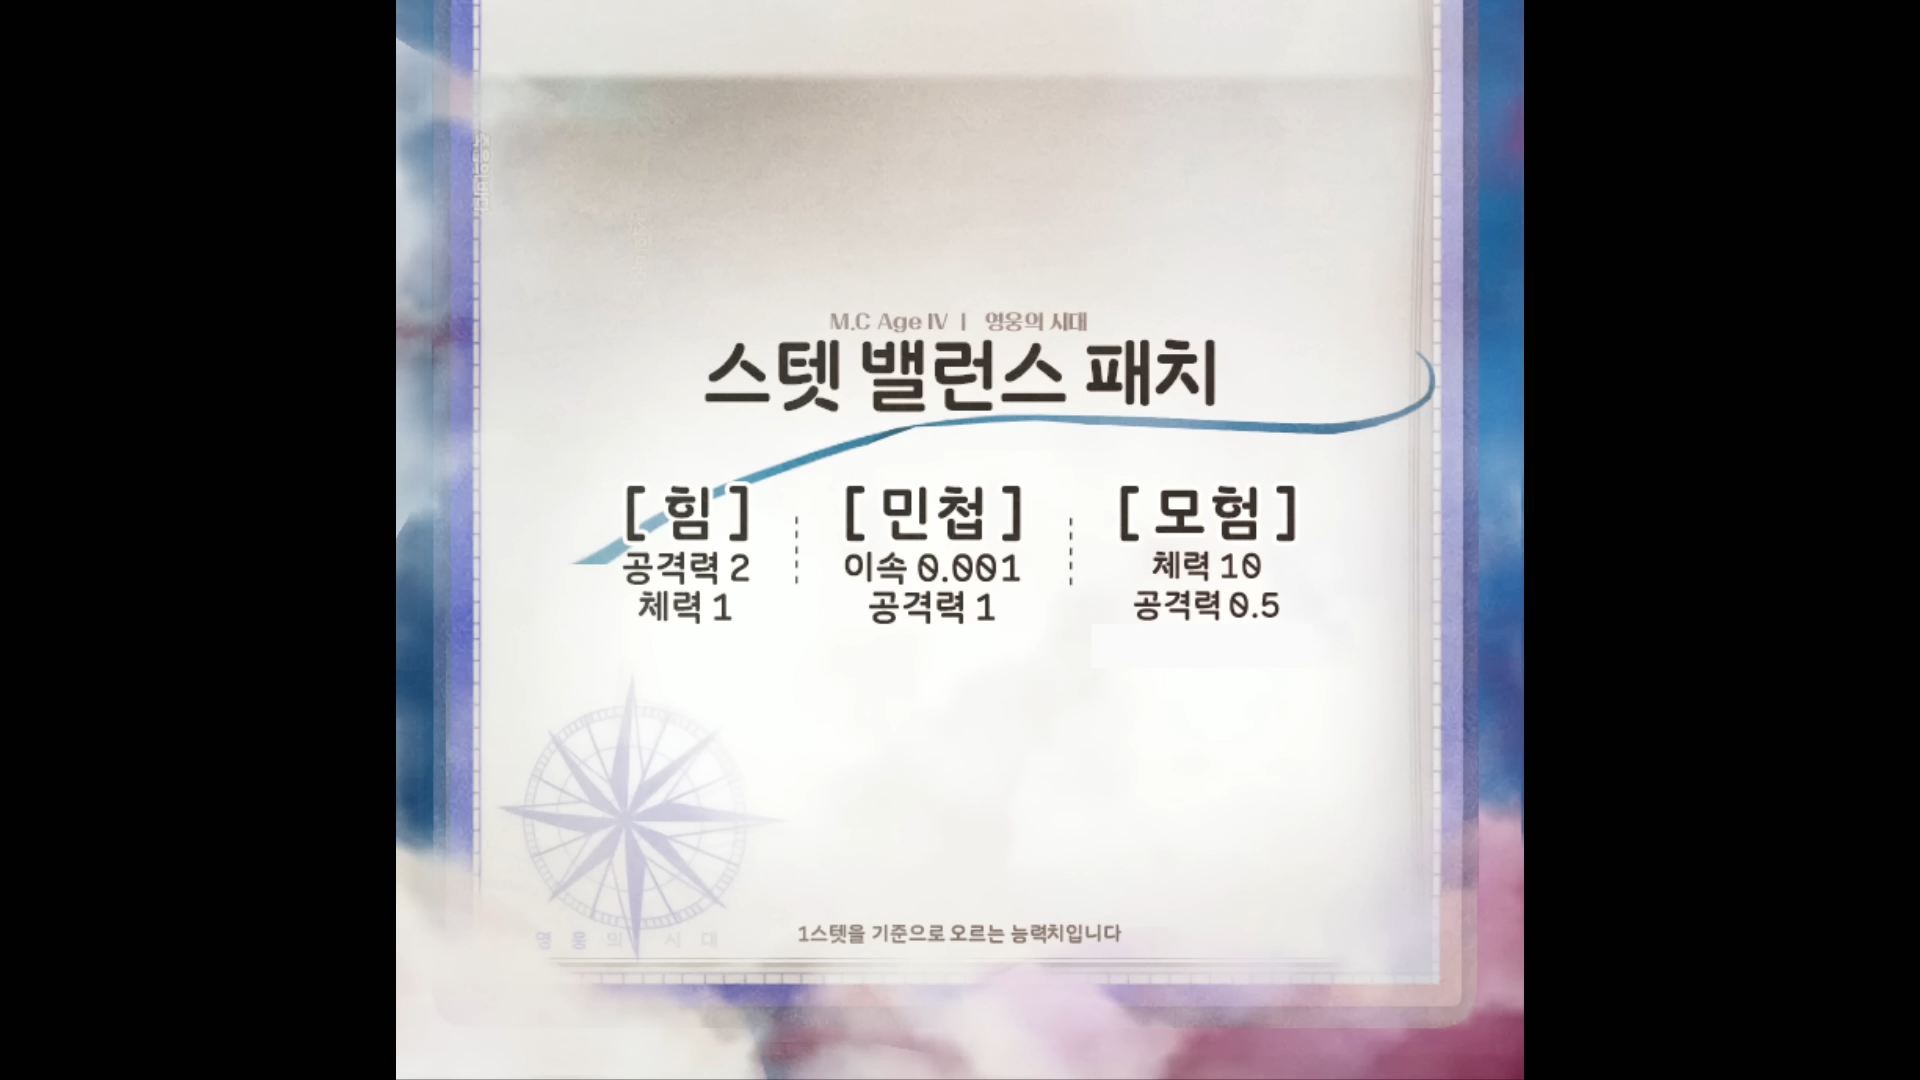 M.C Age IV | 영웅의 시대
스텟 밸런스 패치
[ 힘 ]
공격력 2
체력 1
[ 민첩 ]
이속 0.001
공격력 1
[ 모험 ]
체력 10
공격력 0.5
영웅의 시대
1스텟을 기준으로 오르는 능력치입니다